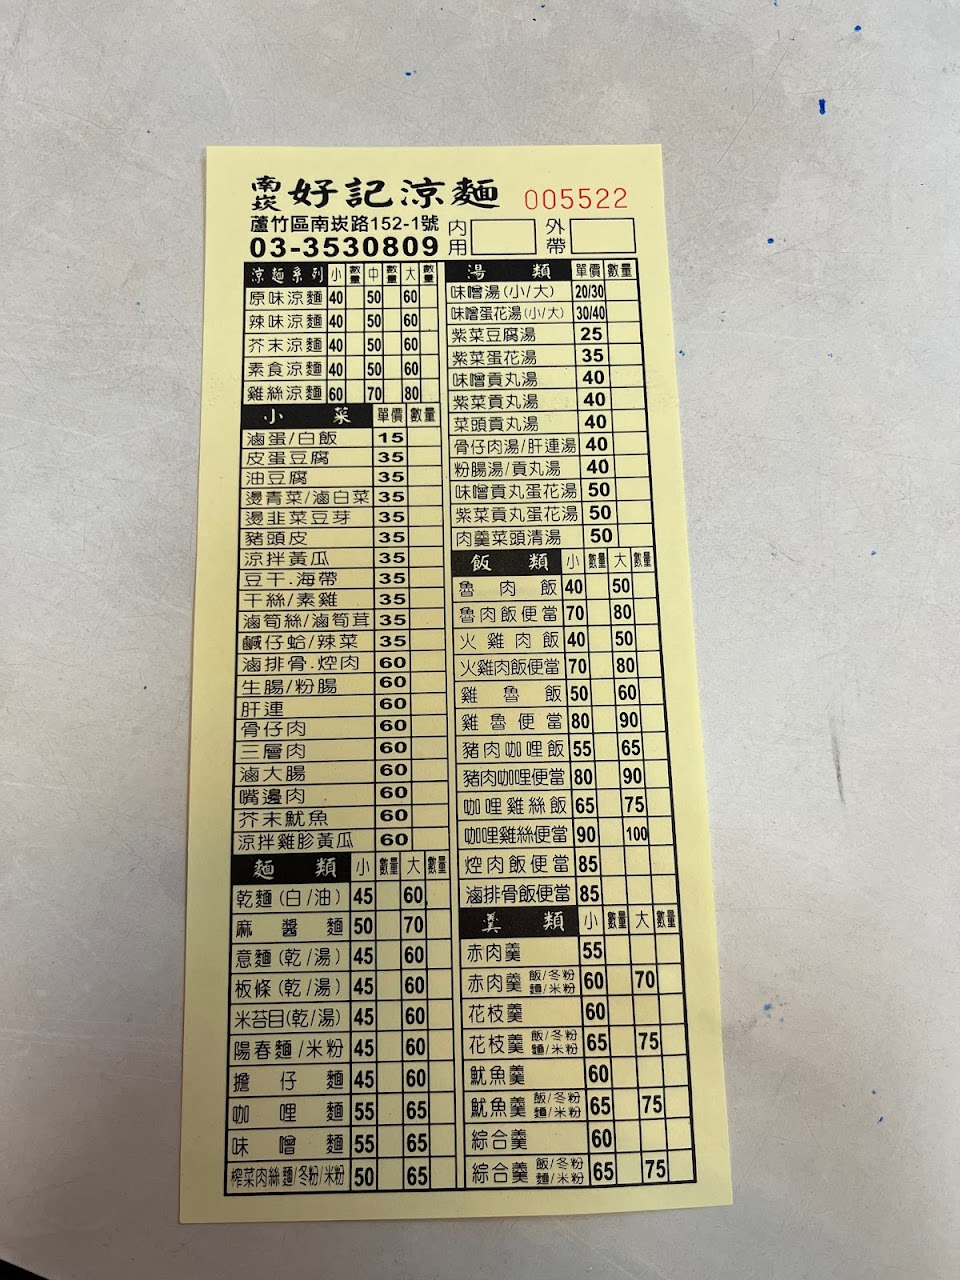 南崁 好記涼麵 005522
蘆竹區南崁路152-1號
03-3530809
內用 外帶
涼麵系列 小 數量 中 數量 大 數量
原味涼麵 40 50 60
辣味涼麵 40 50 60
芥末涼麵 40 50 60
素食涼麵 40 50 60
雞絲涼麵 60 70 80
小菜 單價 數量
滷蛋/白飯 15
皮蛋豆腐 35
油豆腐 35
燙青菜/滷白菜 35
燙韭菜豆芽 35
豬頭皮 35
涼拌黃瓜 35
豆干.海帶 35
干絲/素雞 35
滷筍絲/滷筍茸 35
鹹仔蛤/辣菜 35
滷排骨.焢肉 60
生腸/粉腸 60
肝連 60
骨仔肉 60
三層肉 60
滷大腸 60
嘴邊肉 60
芥末魷魚 60
涼拌雞胗黃瓜 60
麵類 小 數量 大 數量
乾麵(白/油) 45 60
麻醬麵 50 70
意麵(乾/湯) 45 60
板條(乾/湯) 45 60
米苔目(乾/湯) 45 60
陽春麵/米粉 45 60
擔仔麵 45 60
咖哩麵 55 65
味噌麵 55 65
榨菜肉絲麵/冬粉/米粉 50 65
湯類 單價 數量
味噌湯(小/大) 20/30
味噌蛋花湯(小/大) 30/40
紫菜豆腐湯 25
紫菜蛋花湯 35
味噌貢丸湯 40
紫菜貢丸湯 40
菜頭貢丸湯 40
骨仔肉湯/肝連湯 40
粉腸湯/貢丸湯 40
味噌貢丸蛋花湯 50
紫菜貢丸蛋花湯 50
肉羹菜頭清湯 50
飯類 小 數量 大 數量
魯肉飯 40 50
魯肉飯便當 70 80
火雞肉飯 40 50
火雞肉飯便當 70 80
雞魯飯 50 60
雞魯便當 80 90
豬肉咖哩飯 55 65
豬肉咖哩便當 80 90
咖哩雞絲飯 65 75
咖哩雞絲便當 90 100
焢肉飯便當 85
滷排骨飯便當 85
羹類 小 數量 大 數量
赤肉羹 55
赤肉羹 飯/冬粉 麵/米粉 60 70
花枝羹 60
花枝羹 飯/冬粉 麵/米粉 65 75
魷魚羹 60
魷魚羹 飯/冬粉 麵/米粉 65 75
綜合羹 60
綜合羹 飯/冬粉 麵/米粉 65 75